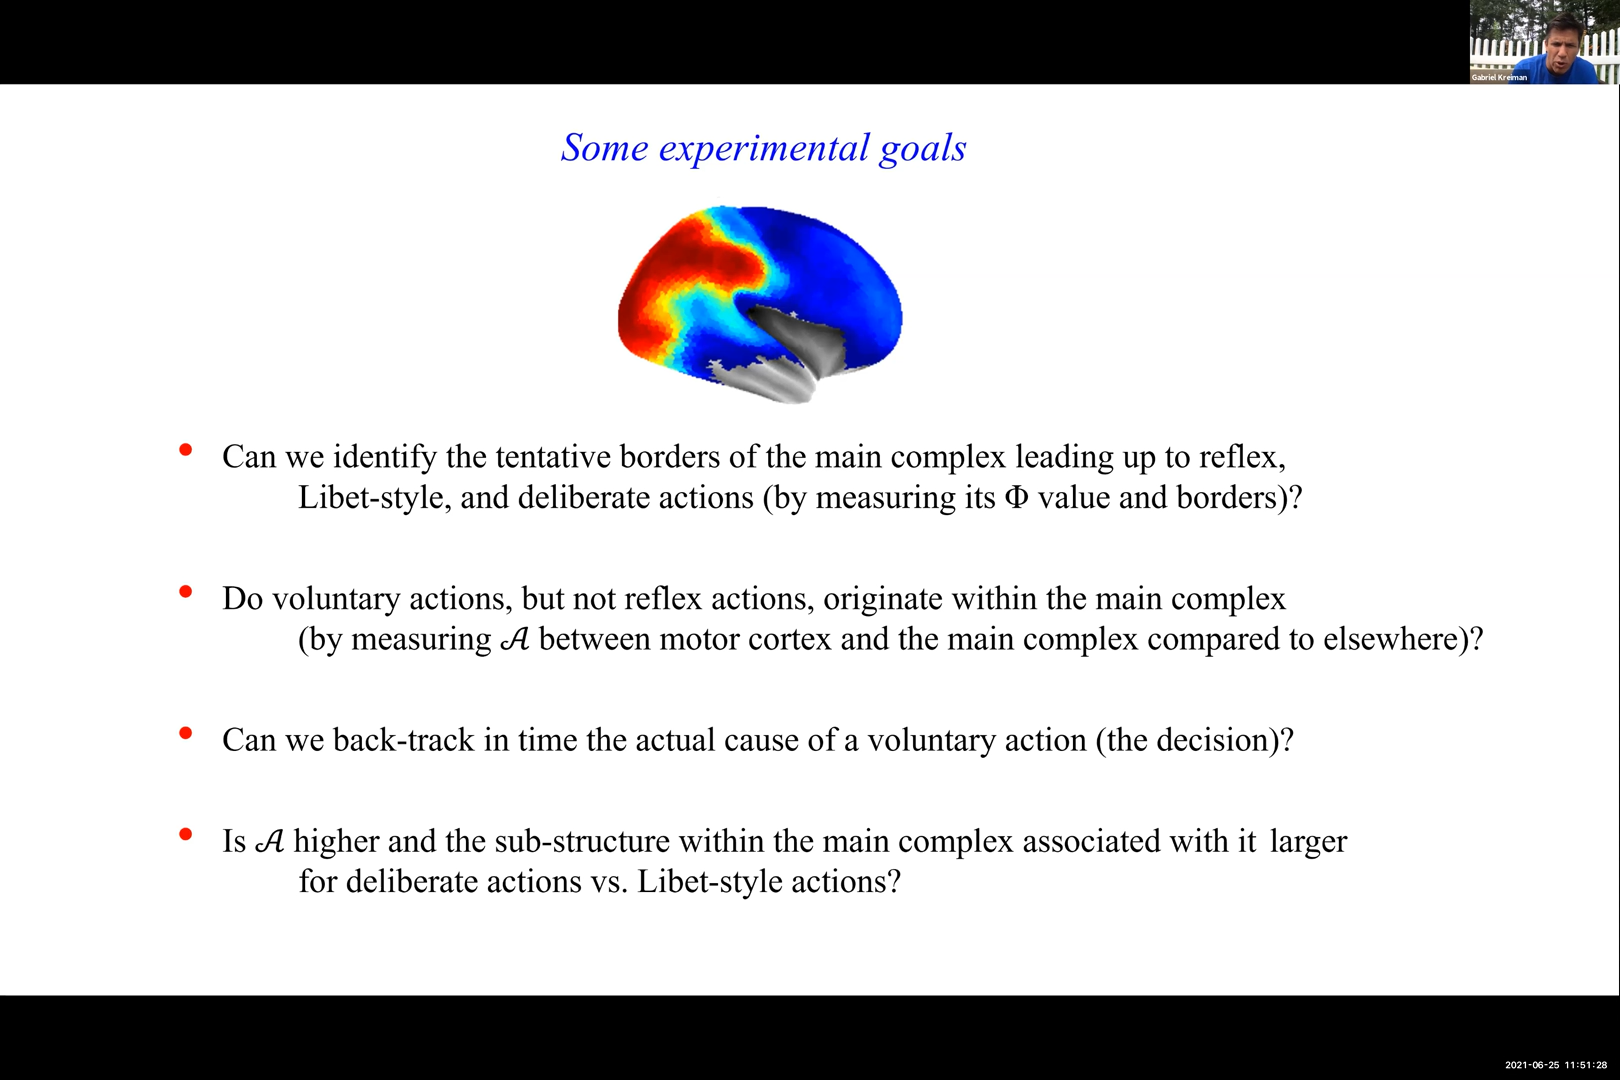 Gabriel Kreiman
Some experimental goals
• Can we identify the tentative borders of the main complex leading up to reflex,
Libet-style, and deliberate actions (by measuring its Φ value and borders)?
• Do voluntary actions, but not reflex actions, originate within the main complex
(by measuring 𝒜 between motor cortex and the main complex compared to elsewhere)?
• Can we back-track in time the actual cause of a voluntary action (the decision)?
• Is 𝒜 higher and the sub-structure within the main complex associated with it larger
for deliberate actions vs. Libet-style actions?
2021-06-25 11:51:28